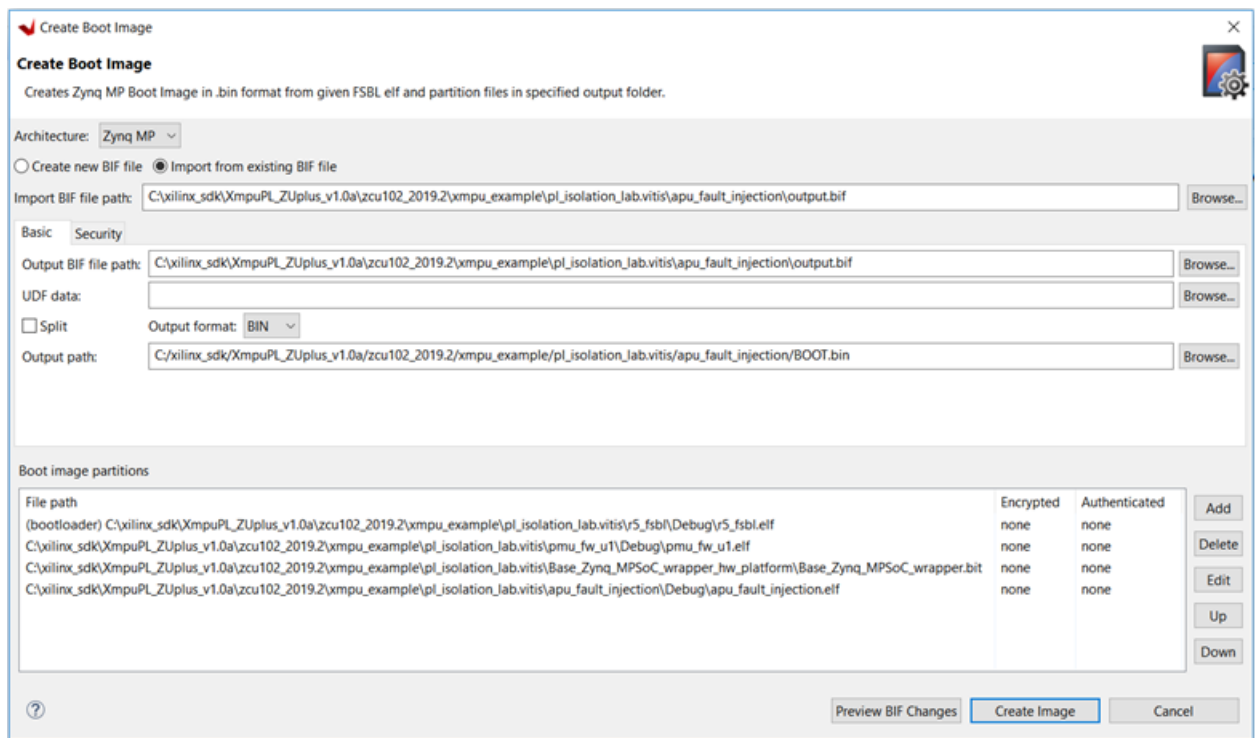 Create Boot Image
Create Boot Image
Creates Zynq MP Boot Image in .bin format from given FSBL elf and partition files in specified output folder.
Architecture: Zynq MP
Create new BIF file Import from existing BIF file
Import BIF file path: C:\xilinx_sdk\XmpuPL_ZUplus_v1.0a\zcu102_2019.2\xmpu_example\pl_isolation_lab.vitis\apu_fault_injection\output.bif Browse...
Basic Security
Output BIF file path: C:\xilinx_sdk\XmpuPL_ZUplus_v1.0a\zcu102_2019.2\xmpu_example\pl_isolation_lab.vitis\apu_fault_injection\output.bif Browse...
UDF data: Browse...
Split Output format: BIN
Output path: C:/xilinx_sdk/XmpuPL_ZUplus_v1.0a/zcu102_2019.2/xmpu_example/pl_isolation_lab.vitis/apu_fault_injection/BOOT.bin Browse...
Boot image partitions
File path Encrypted Authenticated Add
(bootloader) C:\xilinx_sdk\XmpuPL_ZUplus_v1.0a\zcu102_2019.2\xmpu_example\pl_isolation_lab.vitis\r5_fsbl\Debug\r5_fsbl.elf none none
C:\xilinx_sdk\XmpuPL_ZUplus_v1.0a\zcu102_2019.2\xmpu_example\pl_isolation_lab.vitis\pmu_fw_u1\Debug\pmu_fw_u1.elf none none Delete
C:\xilinx_sdk\XmpuPL_ZUplus_v1.0a\zcu102_2019.2\xmpu_example\pl_isolation_lab.vitis\Base_Zynq_MPSoC_wrapper_hw_platform\Base_Zynq_MPSoC_wrapper.bit none none
C:\xilinx_sdk\XmpuPL_ZUplus_v1.0a\zcu102_2019.2\xmpu_example\pl_isolation_lab.vitis\apu_fault_injection\Debug\apu_fault_injection.elf none none Edit
Up
Down
? Preview BIF Changes Create Image Cancel